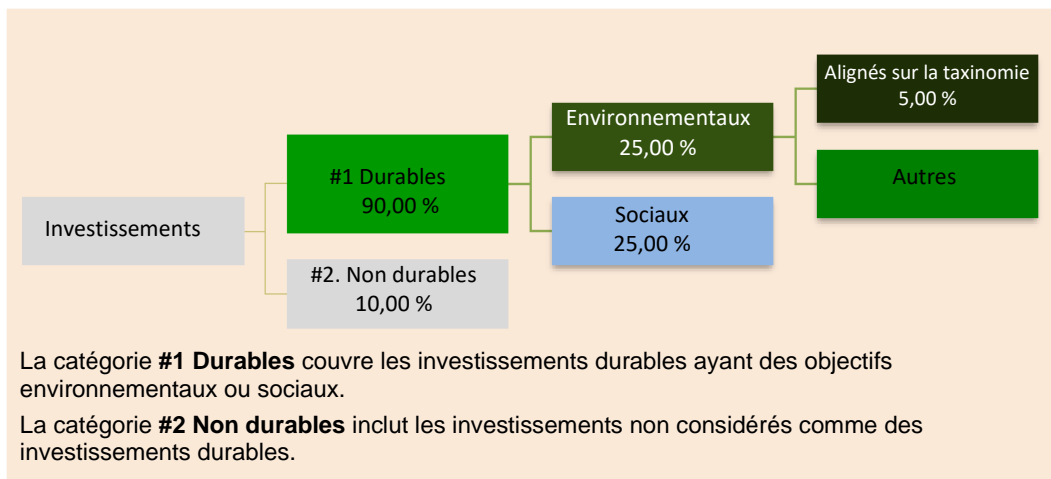 Investissements
#1 Durables
90,00 %
#2. Non durables
10,00 %
Environnementaux
25,00 %
Sociaux
25,00 %
Alignés sur la taxinomie
5,00 %
Autres
La catégorie #1 Durables couvre les investissements durables ayant des objectifs
environnementaux ou sociaux.
La catégorie #2 Non durables inclut les investissements non considérés comme des
investissements durables.